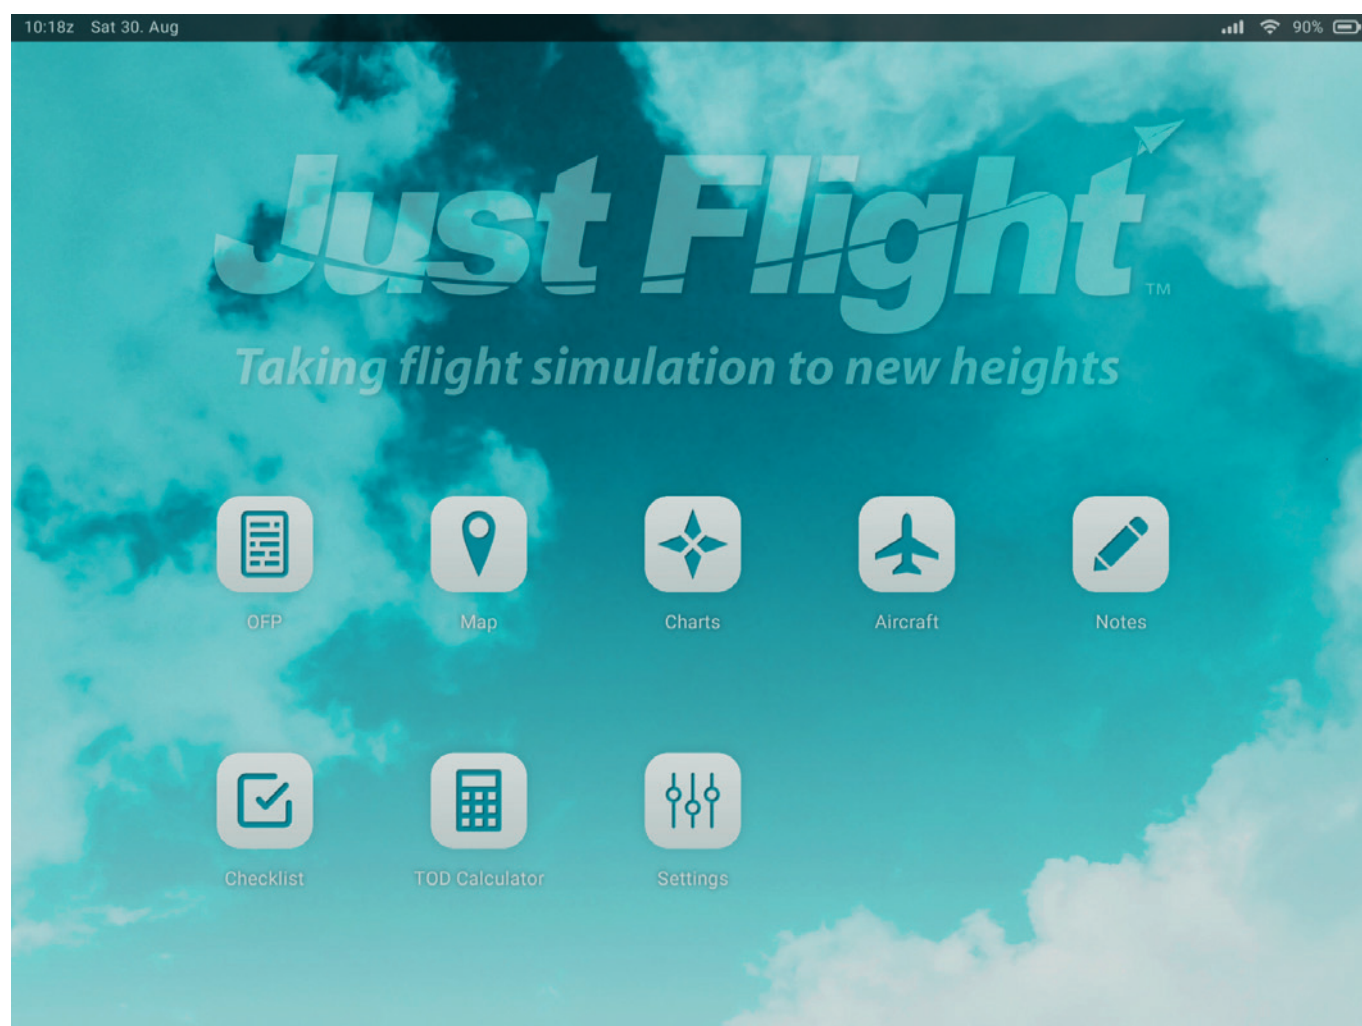 10:18z Sat 30. Aug 90%
Just Flight TM
Taking flight simulation to new heights
OFP Map Charts Aircraft Notes
Checklist TOD Calculator Settings